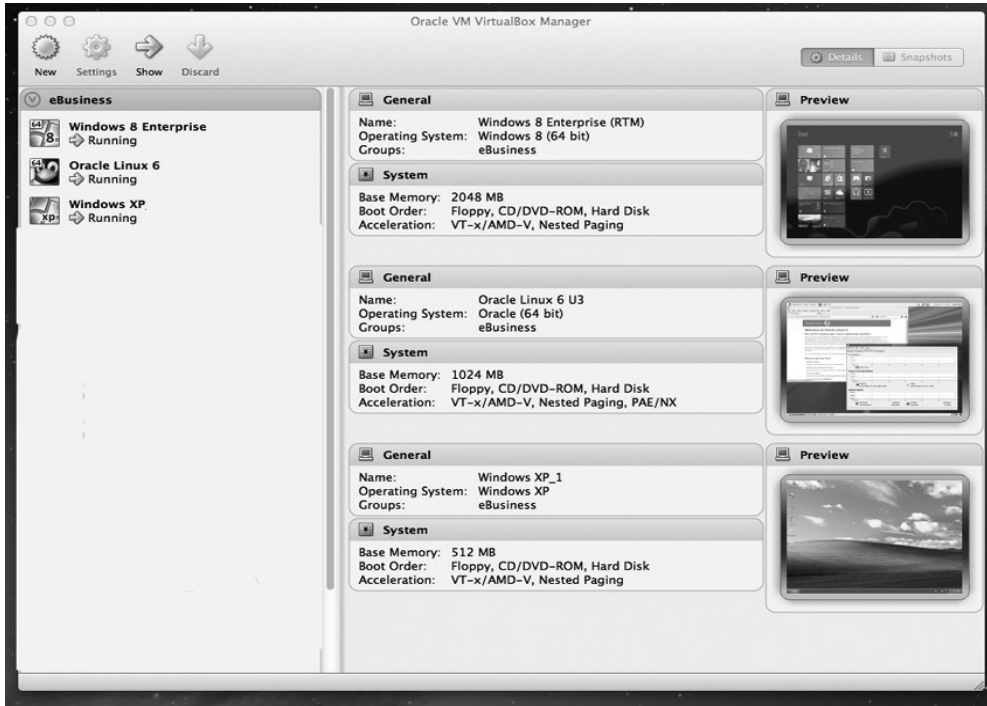 Oracle VM VirtualBox Manager
New Settings Show Discard
Details Snapshots
eBusiness
64 8 Windows 8 Enterprise
Running
64 Oracle Linux 6
Running
xp Windows XP
Running
General
Name: Windows 8 Enterprise (RTM)
Operating System: Windows 8 (64 bit)
Groups: eBusiness
System
Base Memory: 2048 MB
Boot Order: Floppy, CD/DVD-ROM, Hard Disk
Acceleration: VT-x/AMD-V, Nested Paging
Preview
Start
General
Name: Oracle Linux 6 U3
Operating System: Oracle (64 bit)
Groups: eBusiness
System
Base Memory: 1024 MB
Boot Order: Floppy, CD/DVD-ROM, Hard Disk
Acceleration: VT-x/AMD-V, Nested Paging, PAE/NX
Preview
General
Name: Windows XP_1
Operating System: Windows XP
Groups: eBusiness
System
Base Memory: 512 MB
Boot Order: Floppy, CD/DVD-ROM, Hard Disk
Acceleration: VT-x/AMD-V, Nested Paging
Preview